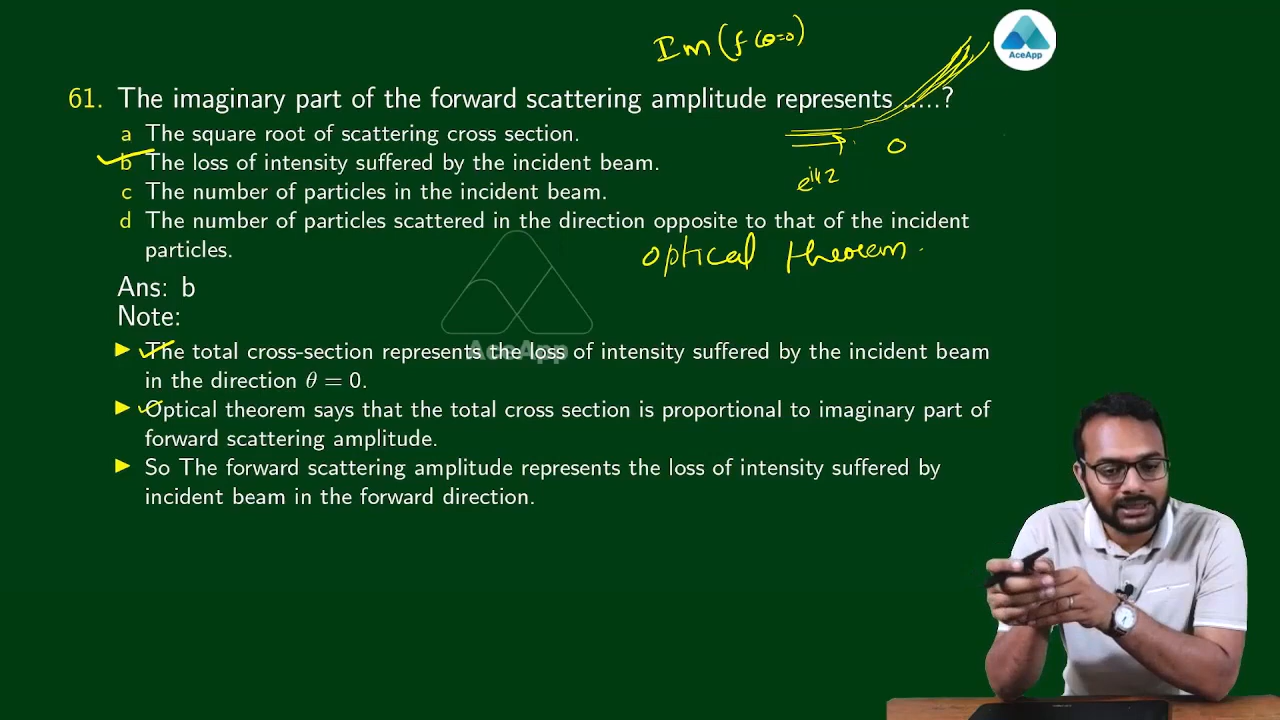 Im (f (θ=0)
AceApp
61. The imaginary part of the forward scattering amplitude represents .....?
a The square root of scattering cross section.
b The loss of intensity suffered by the incident beam.
c The number of particles in the incident beam.
d The number of particles scattered in the direction opposite to that of the incident
particles.
e^{ikz}
θ
optical theorem.
Ans: b
Note:
▶ The total cross-section represents the loss of intensity suffered by the incident beam
in the direction θ = 0.
▶ Optical theorem says that the total cross section is proportional to imaginary part of
forward scattering amplitude.
▶ So The forward scattering amplitude represents the loss of intensity suffered by
incident beam in the forward direction.
AceApp